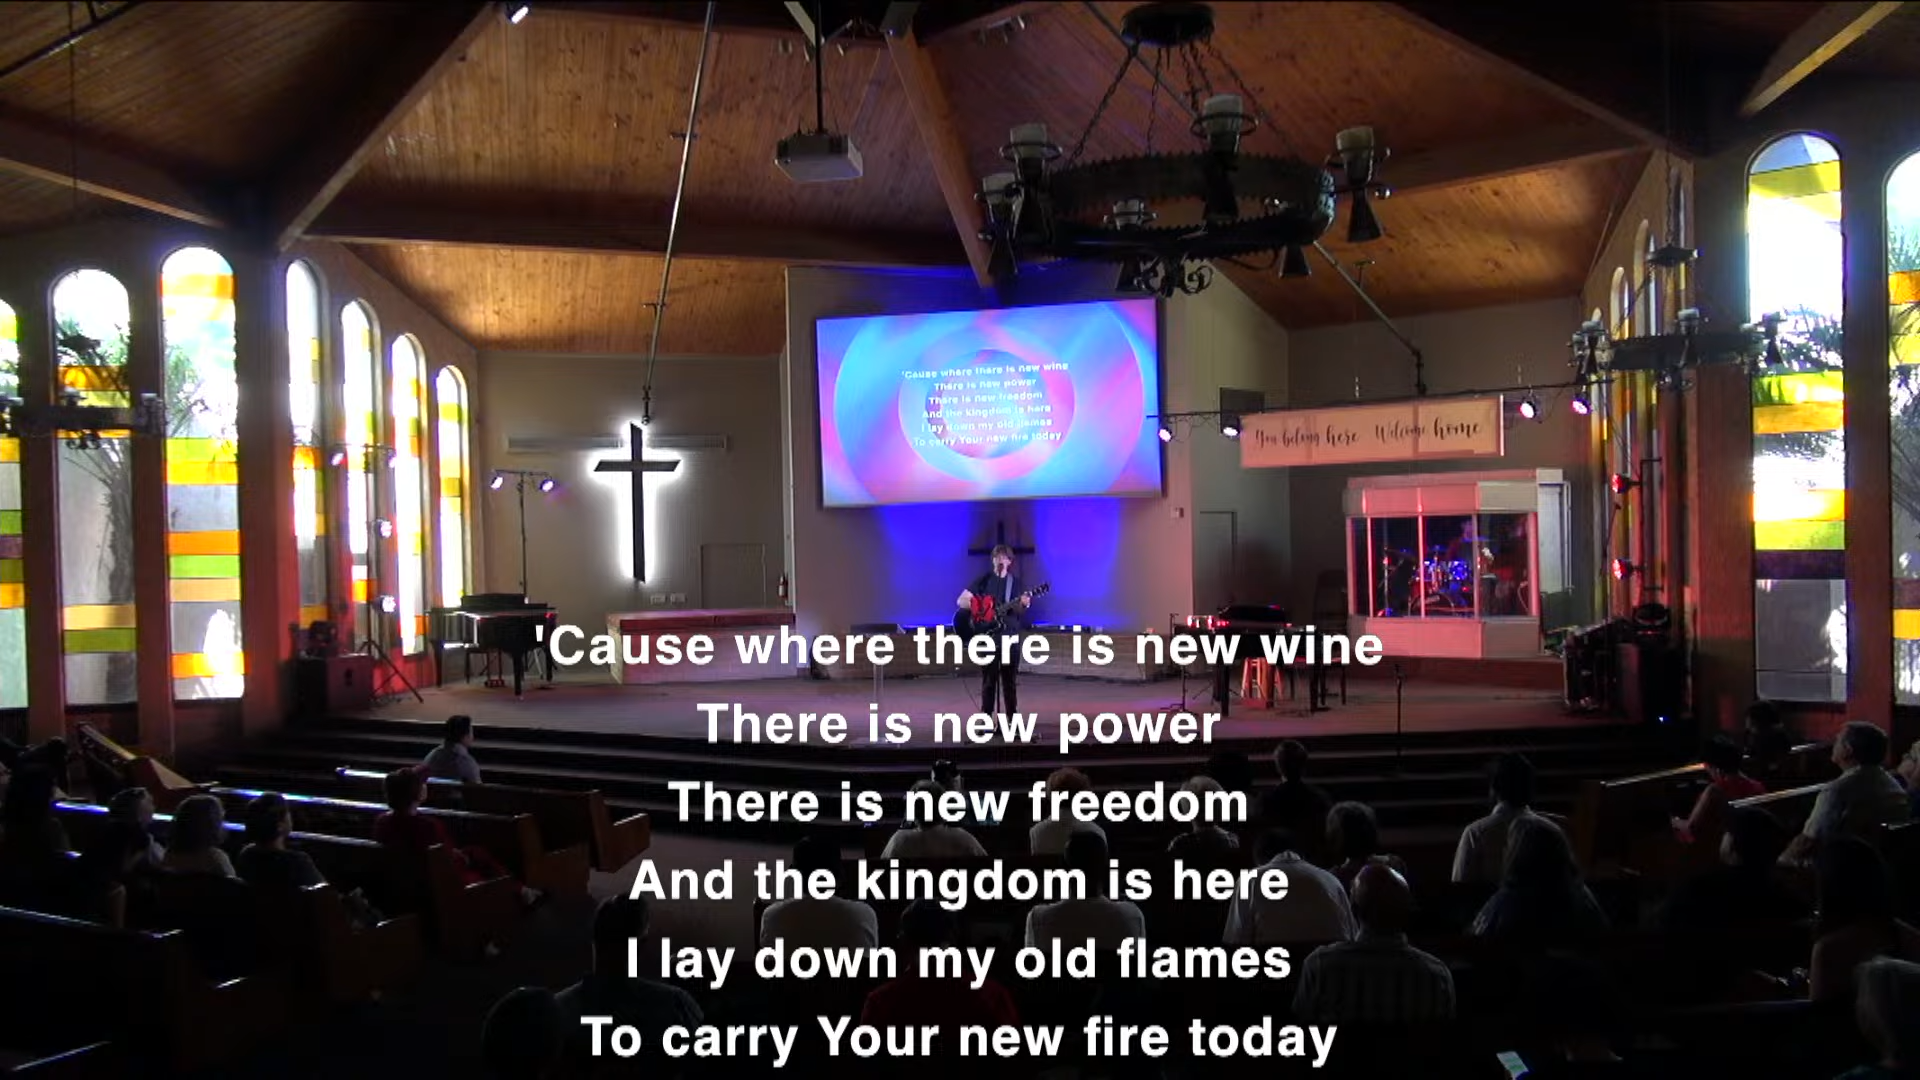 'Cause where there is new wine
There is new power
There is new freedom
And the kingdom is here
I lay down my old flames
To carry Your new fire today
You belong here Welcome home
'Cause where there is new wine
There is new power
There is new freedom
And the kingdom is here
I lay down my old flames
To carry Your new fire today